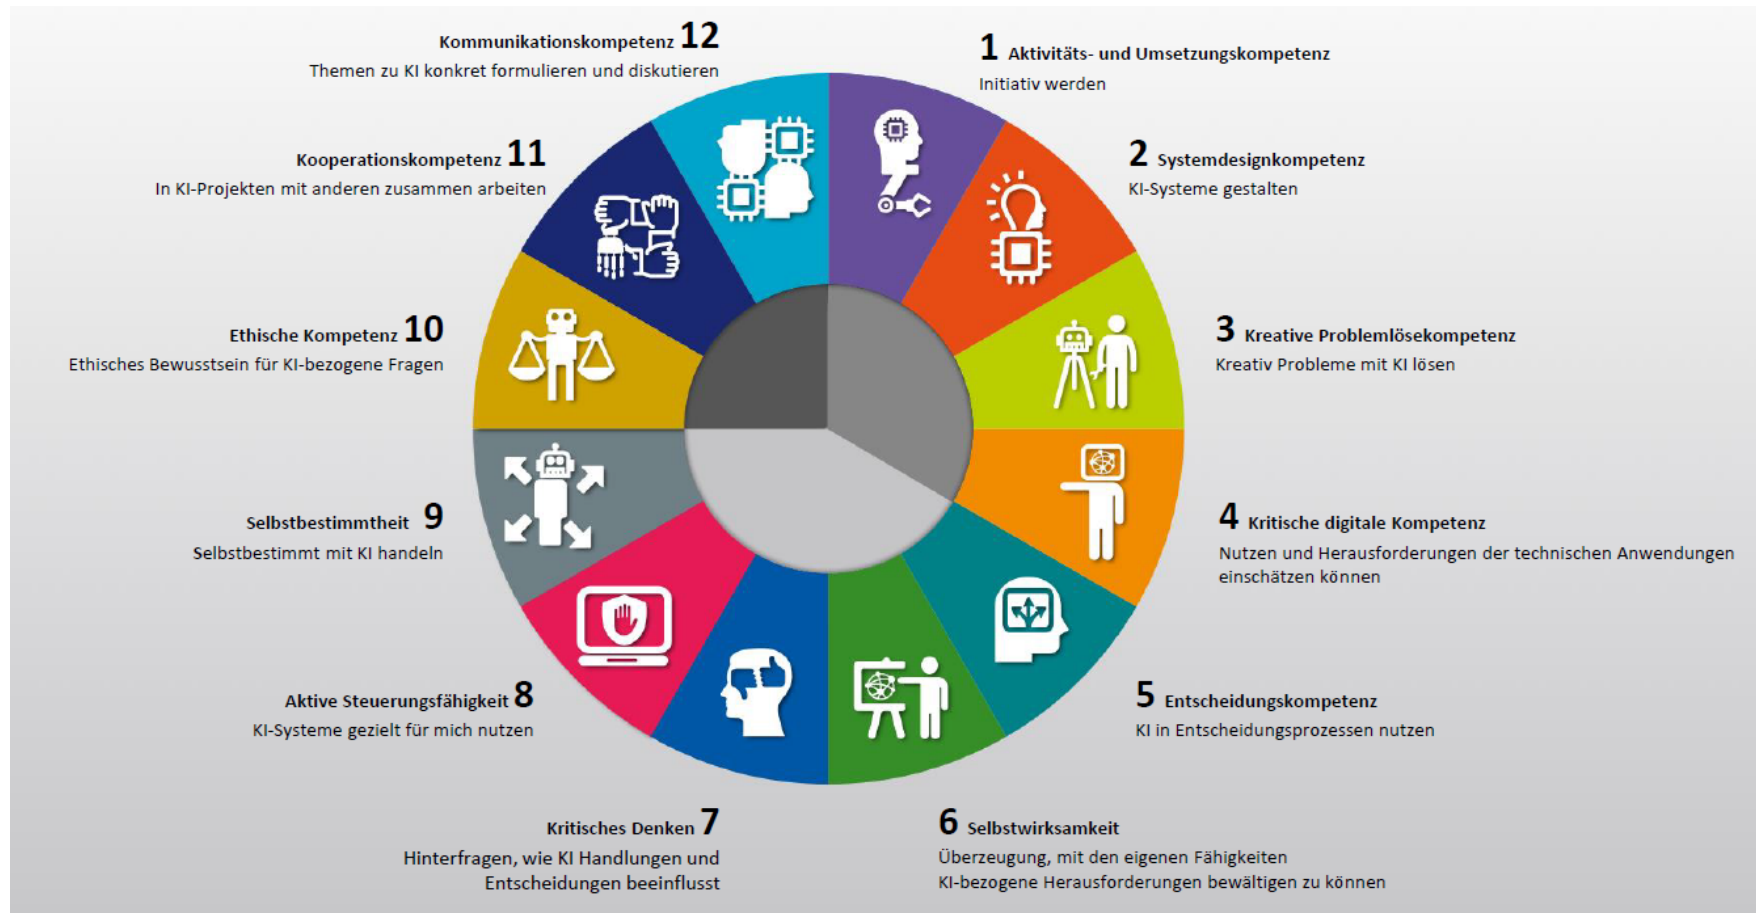 1 Aktivitäts- und Umsetzungskompetenz
Initiativ werden
2 Systemdesignkompetenz
KI-Systeme gestalten
3 Kreative Problemlösekompetenz
Kreativ Probleme mit KI lösen
4 Kritische digitale Kompetenz
Nutzen und Herausforderungen der technischen Anwendungen
einschätzen können
5 Entscheidungskompetenz
KI in Entscheidungsprozessen nutzen
6 Selbstwirksamkeit
Überzeugung, mit den eigenen Fähigkeiten
KI-bezogene Herausforderungen bewältigen zu können
Kritisches Denken 7
Hinterfragen, wie KI Handlungen und
Entscheidungen beeinflusst
Aktive Steuerungsfähigkeit 8
KI-Systeme gezielt für mich nutzen
Selbstbestimmtheit 9
Selbstbestimmt mit KI handeln
Ethische Kompetenz 10
Ethisches Bewusstsein für KI-bezogene Fragen
Kooperationskompetenz 11
In KI-Projekten mit anderen zusammen arbeiten
Kommunikationskompetenz 12
Themen zu KI konkret formulieren und diskutieren